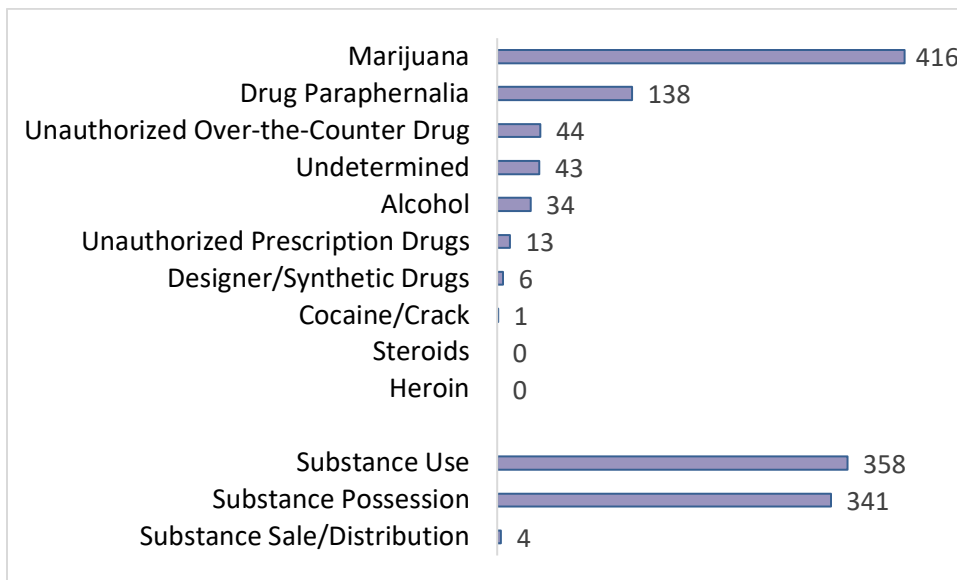 Marijuana 416
Drug Paraphernalia 138
Unauthorized Over-the-Counter Drug 44
Undetermined 43
Alcohol 34
Unauthorized Prescription Drugs 13
Designer/Synthetic Drugs 6
Cocaine/Crack 1
Steroids 0
Heroin 0
Substance Use 358
Substance Possession 341
Substance Sale/Distribution 4